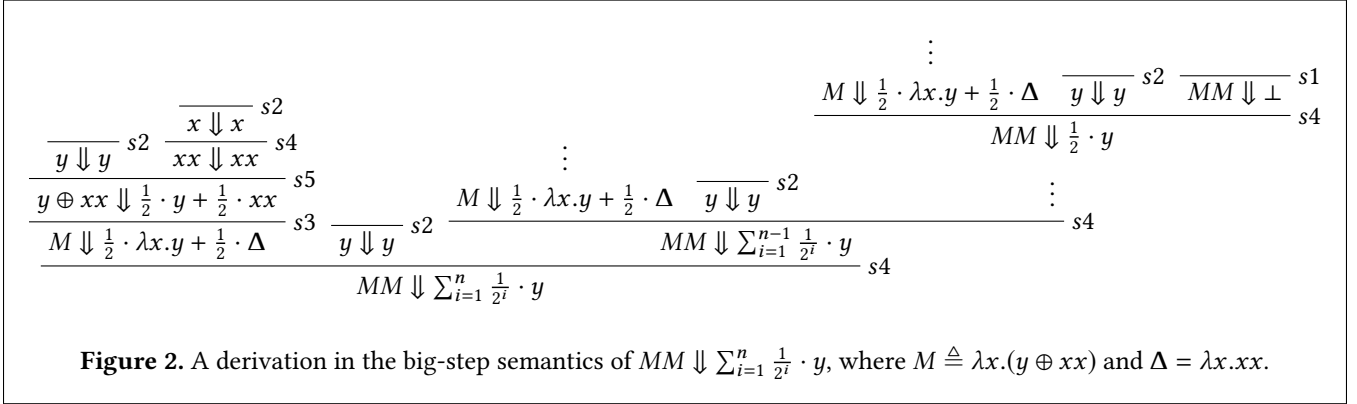 ⋮
M ⇓ 1/2 · λx.y + 1/2 · Δ   y ⇓ y s2   MM ⇓ ⊥ s1
MM ⇓ 1/2 · y s4
x ⇓ x s2
y ⇓ y s2   xx ⇓ xx s4
y ⊕ xx ⇓ 1/2 · y + 1/2 · xx s5
⋮
M ⇓ 1/2 · λx.y + 1/2 · Δ   y ⇓ y s2   ⋮
M ⇓ 1/2 · λx.y + 1/2 · Δ s3   y ⇓ y s2   MM ⇓ ∑_{i=1}^{n−1} 1/2^i · y s4
MM ⇓ ∑_{i=1}^{n} 1/2^i · y s4
Figure 2. A derivation in the big-step semantics of MM ⇓ ∑_{i=1}^{n} 1/2^i · y, where M ≜ λx.(y ⊕ xx) and Δ = λx.xx.